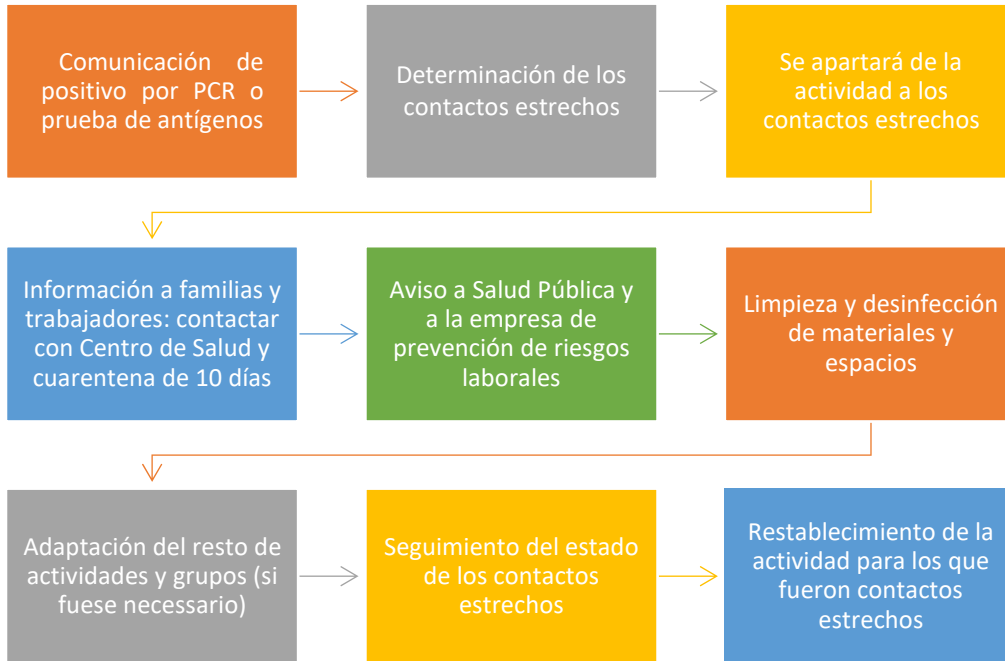 Comunicación de
positivo por PCR o
prueba de antígenos
Determinación de los
contactos estrechos
Se apartará de la
actividad a los
contactos estrechos
Información a familias y
trabajadores: contactar
con Centro de Salud y
cuarentena de 10 días
Aviso a Salud Pública y
a la empresa de
prevención de riesgos
laborales
Limpieza y desinfección
de materiales y
espacios
Adaptación del resto de
actividades y grupos (si
fuese necessario)
Seguimiento del estado
de los contactos
estrechos
Restablecimiento de la
actividad para los que
fueron contactos
estrechos